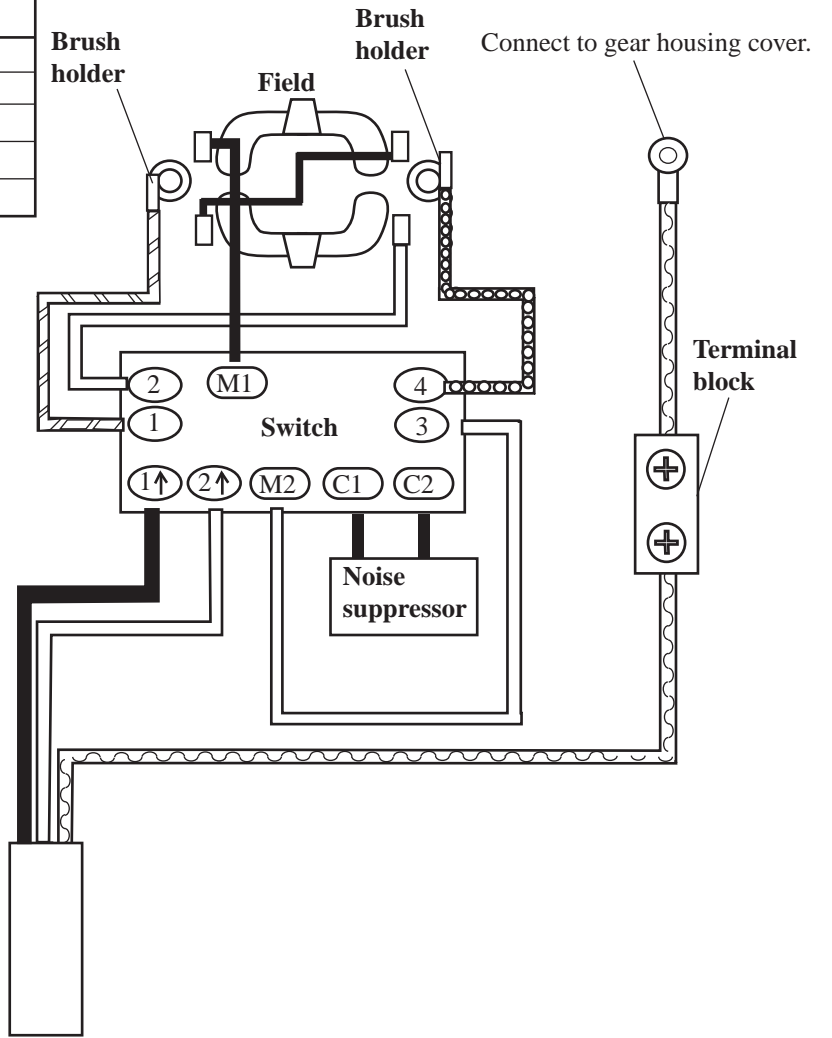 Brush
holder
Brush
holder
Connect to gear housing cover.
Field
Terminal
block
2
M1
4
1
Switch
3
1↑
2↑
M2
C1
C2
Noise
suppressor